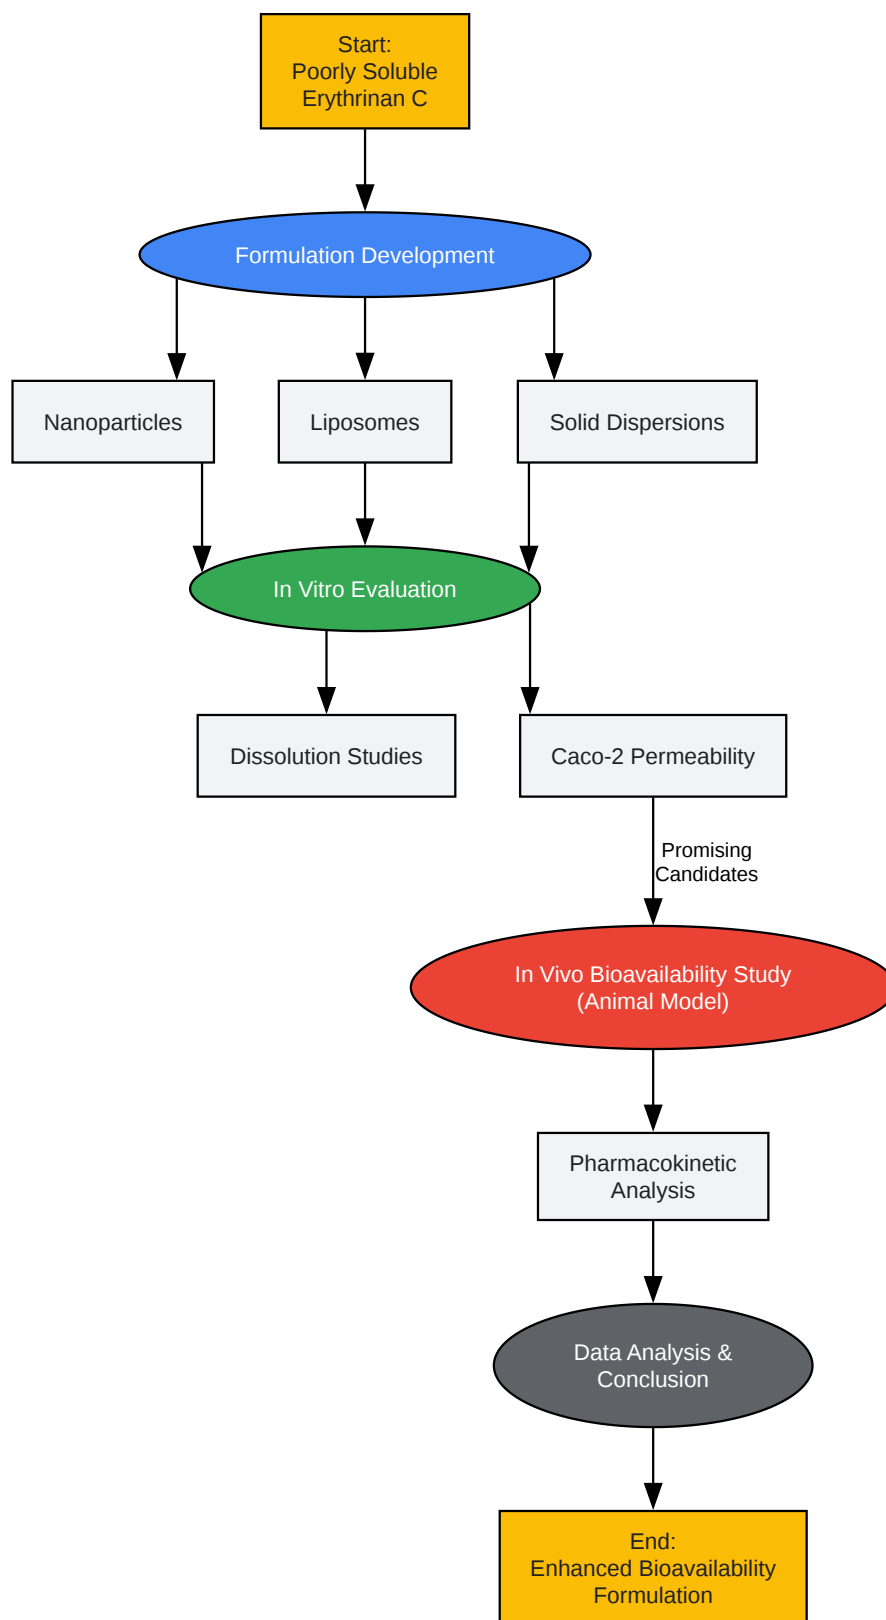 Start:
Poorly Soluble
Erythrinan C
Formulation Development
Nanoparticles
Liposomes
Solid Dispersions
In Vitro Evaluation
Dissolution Studies
Caco-2 Permeability
Promising
Candidates
In Vivo Bioavailability Study
(Animal Model)
Pharmacokinetic
Analysis
Data Analysis &
Conclusion
End:
Enhanced Bioavailability
Formulation